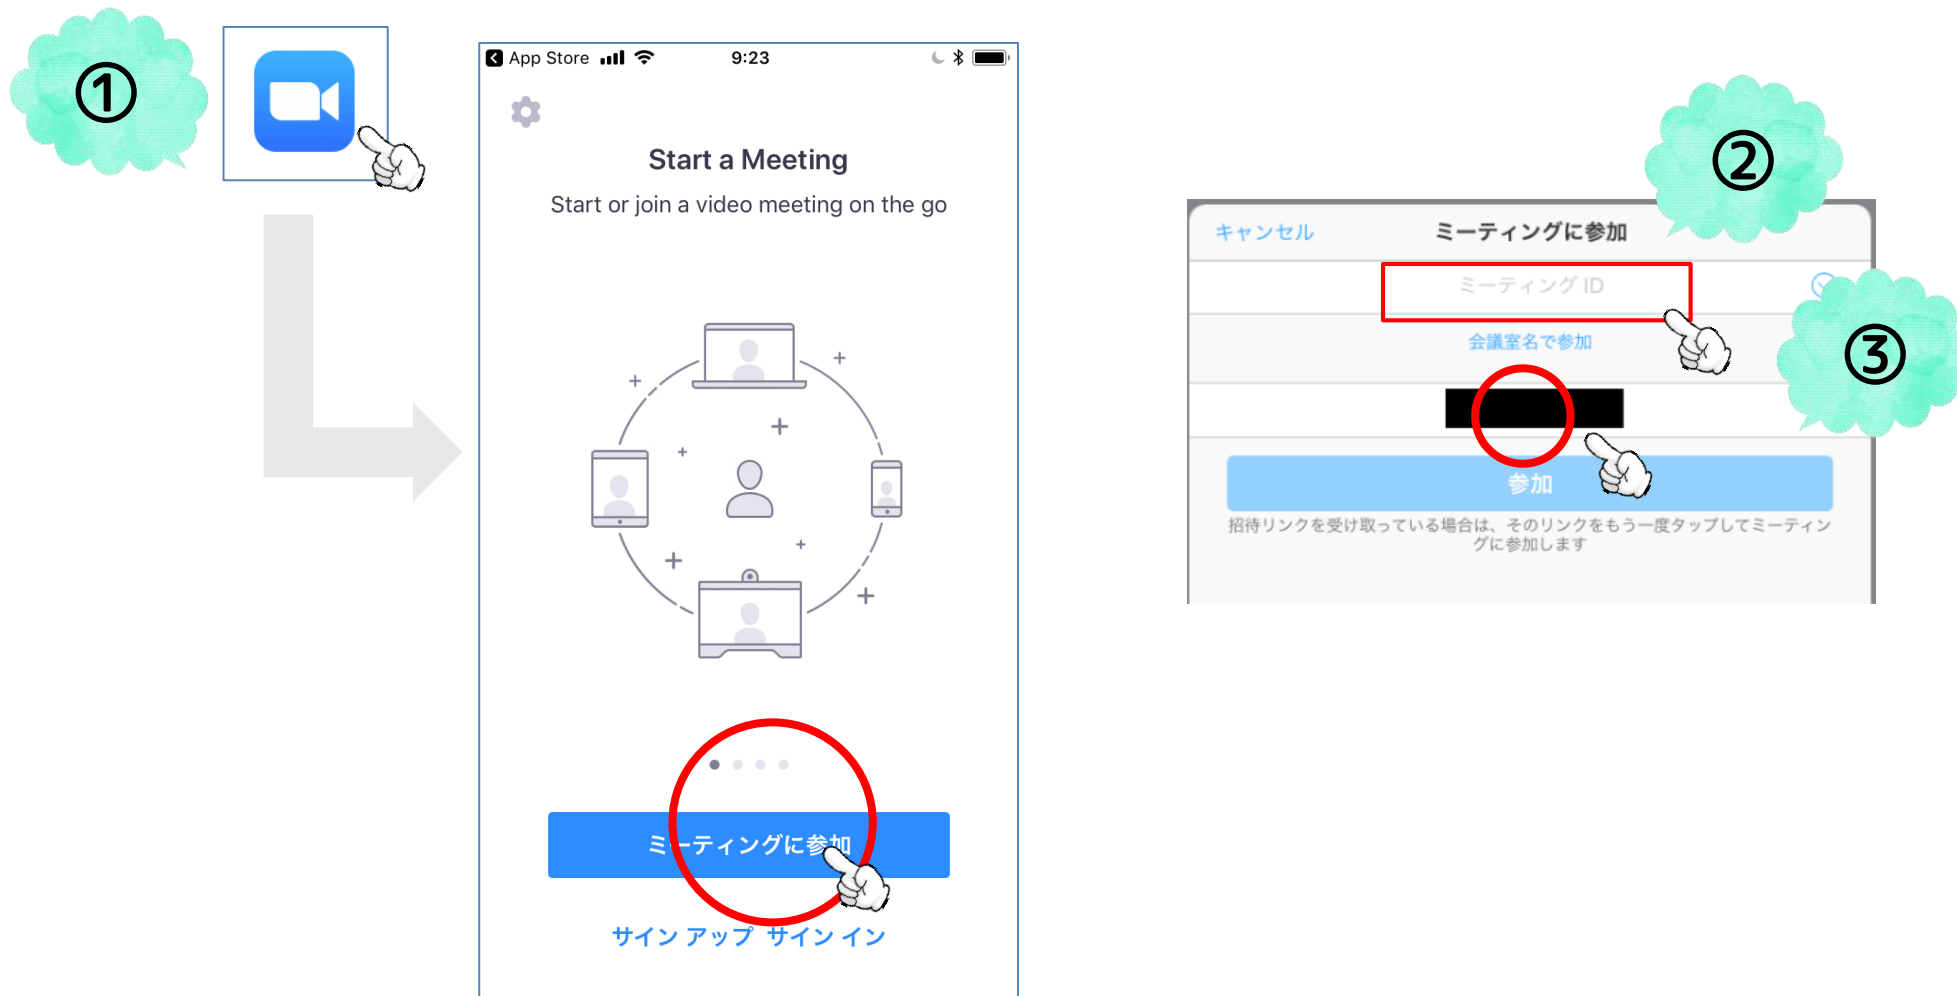 ①
App Store
9:23
Start a Meeting
Start or join a video meeting on the go
ミーティングに参加
サイン アップ サイン イン
②
キャンセル ミーティングに参加
ミーティング ID
③
会議室名で参加
参加
招待リンクを受け取っている場合は、そのリンクをもう一度タップしてミーティン
グに参加します